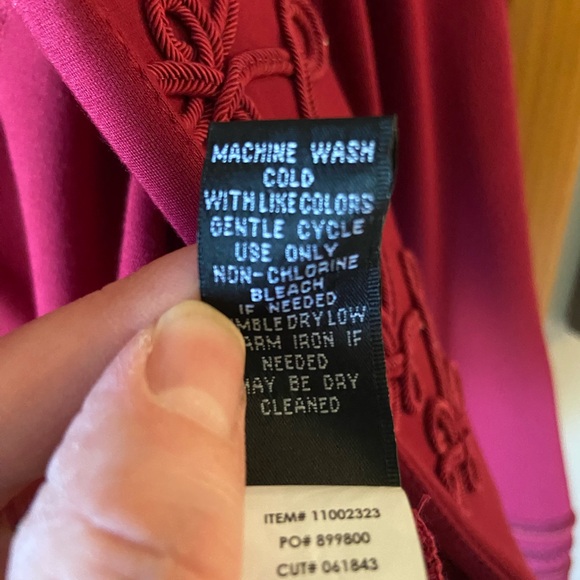 MACHINE WASH
COLD
WITH LIKE COLORS
GENTLE CYCLE
USE ONLY
NON-CHLORINE
BLEACH
IF NEEDED
MBLE DRY LOW
ARM IRON IF
NEEDED
AY BE DRY
CLEANED
ITEM# 11002323
PO# 899800
CUT# 061843